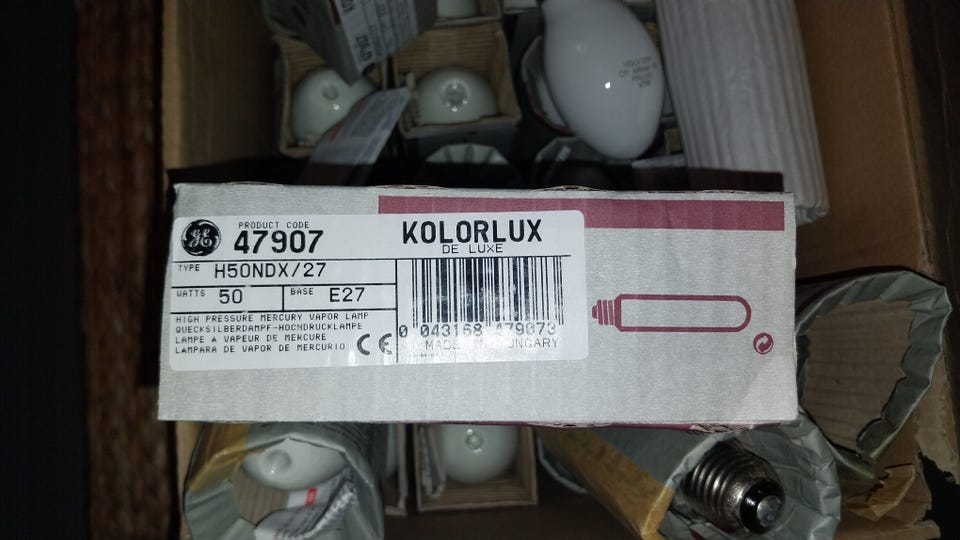 GE
PRODUCT CODE
47907
KOLORLUX
DE LUXE
TYPE H50NDX/27
WATTS 50 BASE E27
HIGH PRESSURE MERCURY VAPOR LAMP
QUECKSILBERDAMPF-HOCHDRUCKLAMPE
LAMPE A VAPEUR DE MERCURE
LAMPARA DE VAPOR DE MERCURIO
CE
0 043168 479073
MADE IN HUNGARY